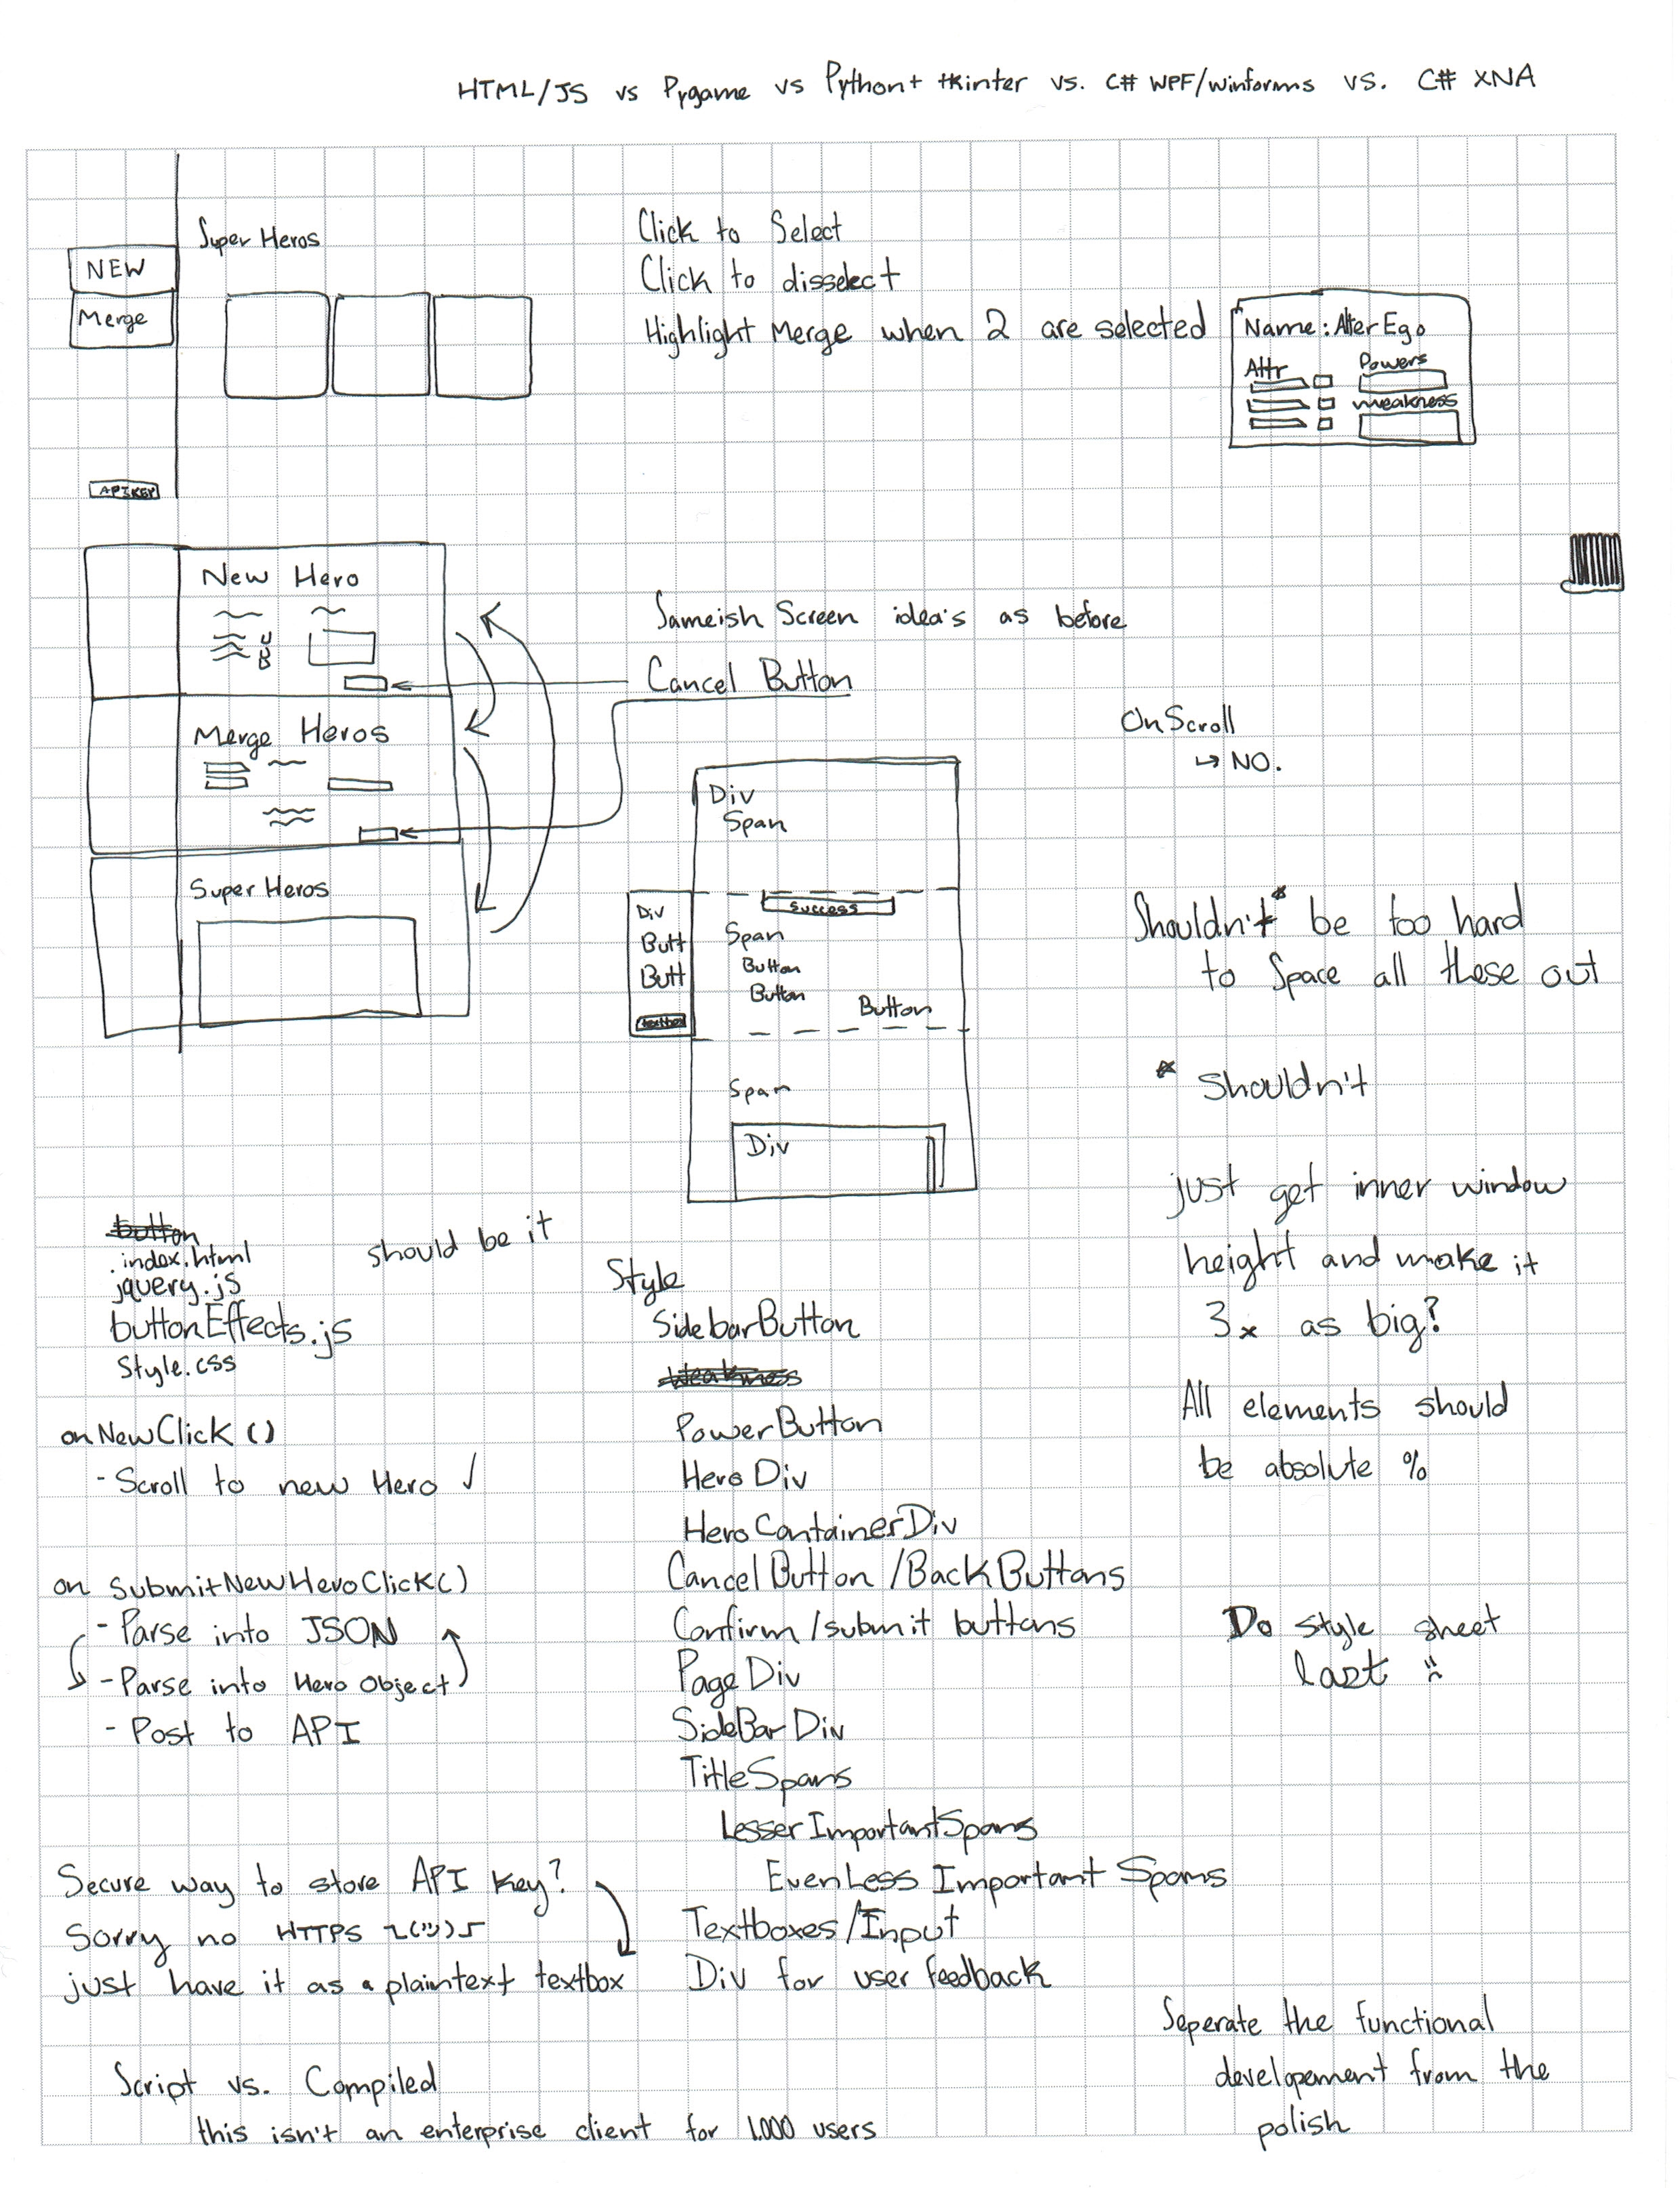 HTML/JS vs Pygame vs Python+ tkinter vs. C# WPF/winforms vs. C# XNA
Super Heros
NEW
Merge
APIKEY
Click to Select
Click to disselect
Highlight Merge when 2 are selected
Name: Alter Ego
Attr
Powers
weakness
New Hero
Merge Heros
Super Heros
Sameish Screen idea's as before
Cancel Button
OnScroll
↳ NO.
Div
Span
Success
Div
Butt
Butt
textbox
Span
Button
Button
Button
Span
Div
Shouldn't* be too hard
to Space all these out
* shouldn't
just get inner window
height and make it
3x as big?
All elements should
be absolute %
button
.index.html
jquery.js
buttonEffects.js
Style.css
should be it
onNewClick()
- Scroll to new Hero ✓
on SubmitNewHeroClick()
- Parse into JSON
- Parse into Hero Object
- Post to API
Style
SidebarButton
Weakness
PowerButton
Hero Div
HeroContainerDiv
CancelButton/BackButtons
Confirm/submit buttons
Page Div
SideBar Div
TitleSpans
LesserImportantSpans
EvenLess Important Spans
Textboxes/Input
Div for user feedback
Do style sheet
last
Secure way to store API Key?
Sorry no HTTPS
just have it as a plaintext textbox
Script vs. Compiled
this isn't an enterprise client for 1,000 users
Seperate the functional
developement from the
polish